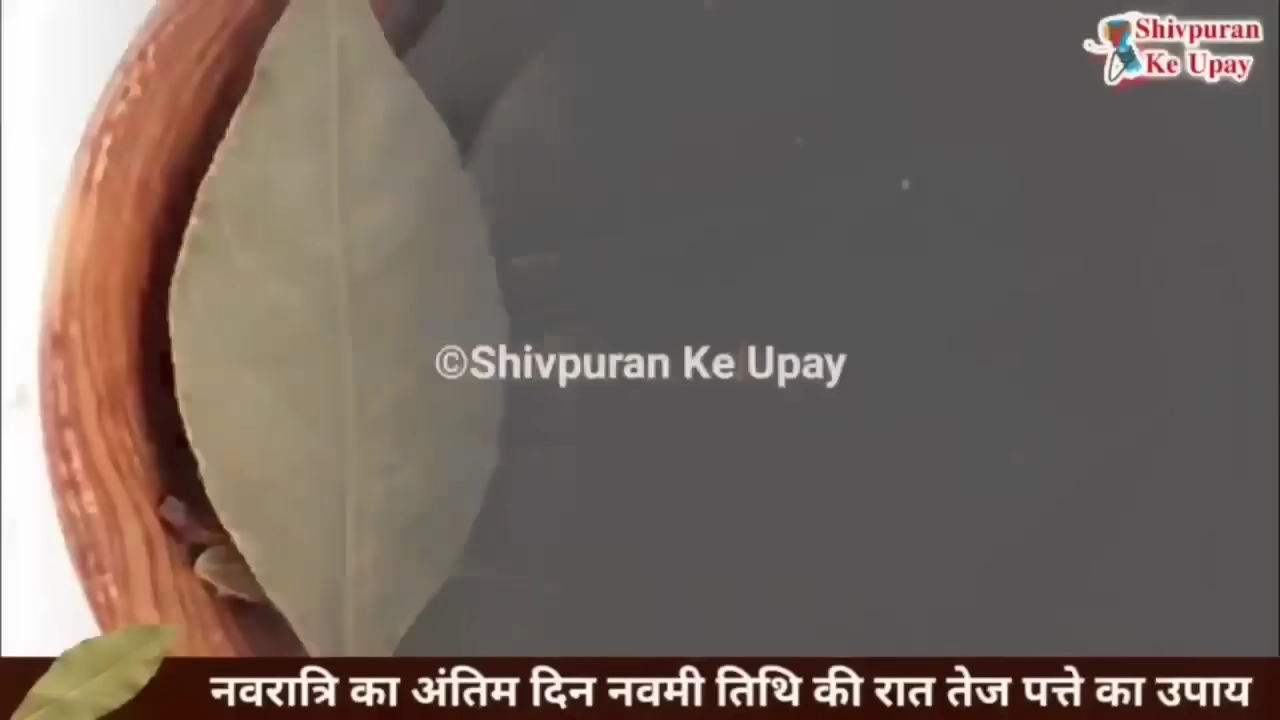 Shivpuran
Ke Upay
©Shivpuran Ke Upay
नवरात्रि का अंतिम दिन नवमी तिथि की रात तेज पत्ते का उपाय